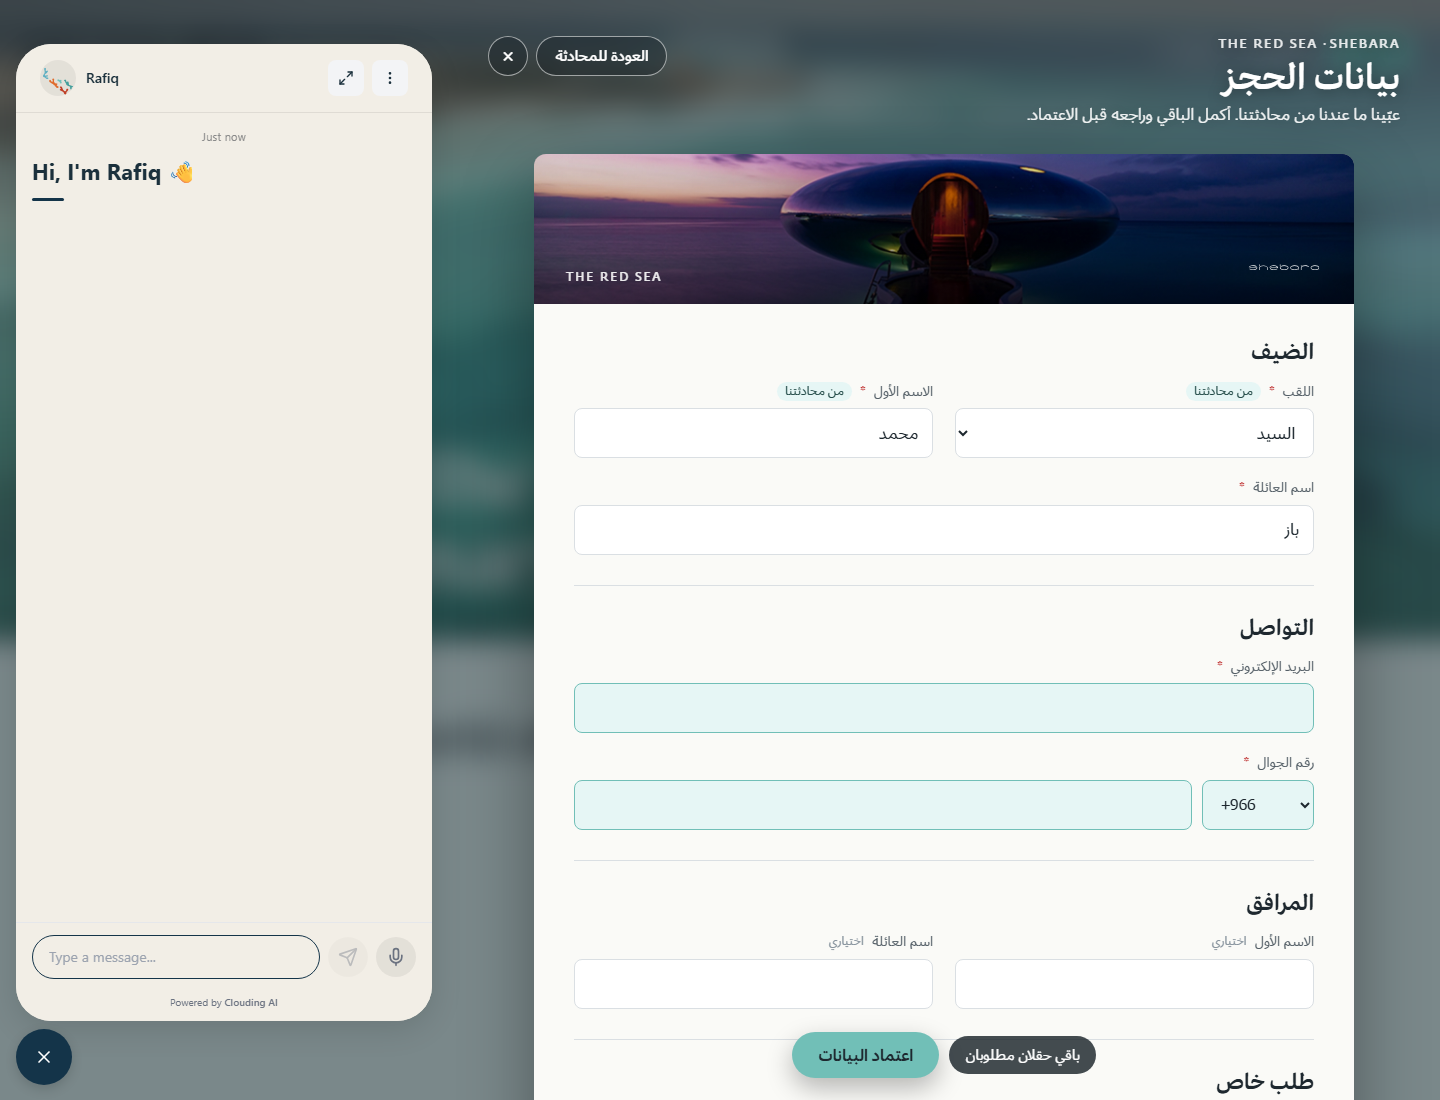 Rafiq
Just now
Hi, I'm Rafiq 👋
Type a message...
Powered by Clouding AI
THE RED SEA · SHEBARA
بيانات الحجز
عبّينا ما عندنا من محادثتنا. أكمل الباقي وراجعه قبل الاعتماد.
العودة للمحادثة
THE RED SEA
shebara
الضيف
اللقب * من محادثتنا
السيد
الاسم الأول * من محادثتنا
محمد
اسم العائلة *
باز
التواصل
البريد الإلكتروني *
رقم الجوال *
+966
المرافق
الاسم الأول اختياري
اسم العائلة اختياري
باقي حقلان مطلوبان
اعتماد البيانات
طلب خاص